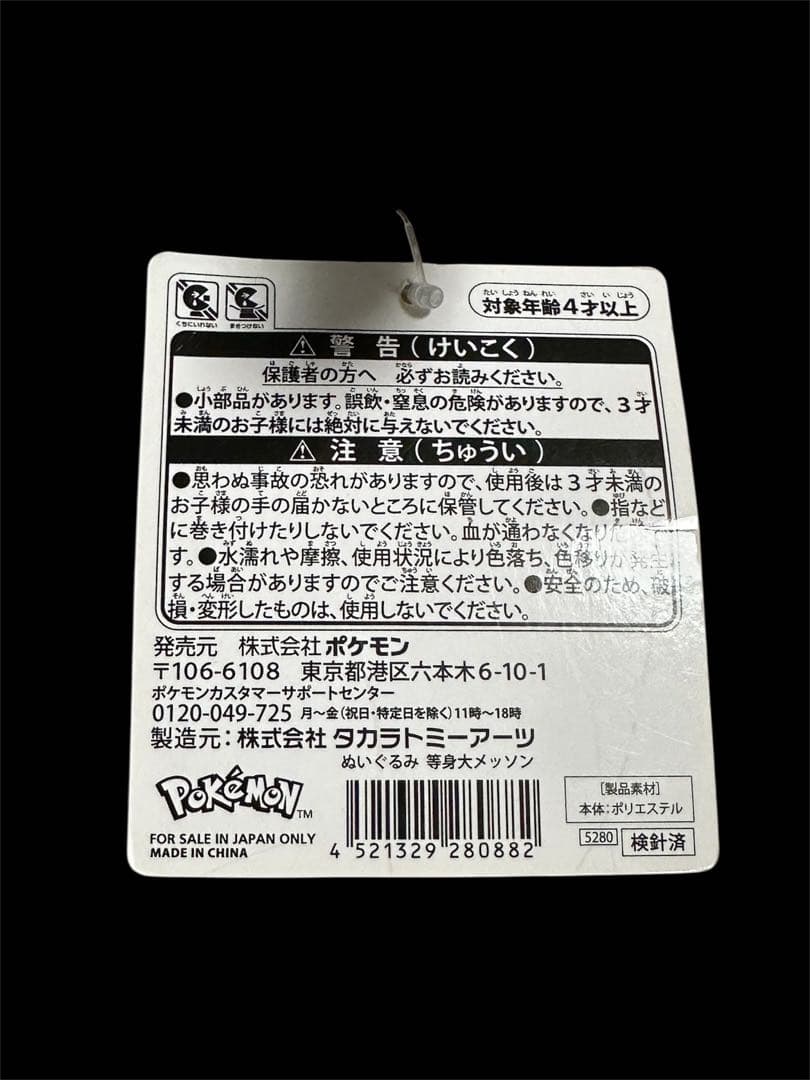 対象年齢4才以上
くちにいれない まきつけない
警告(けいこく)
保護者の方へ 必ずお読みください。
●小部品があります。誤飲・窒息の危険がありますので、3才
未満のお子様には絶対に与えないでください。
注意(ちゅうい)
●思わぬ事故の恐れがありますので、使用後は3才未満の
お子様の手の届かないところに保管してください。●指など
に巻き付けたりしないでください。血が通わなくなり
す。●水濡れや摩擦、使用状況により色落ち、色移りが発生
する場合がありますのでご注意ください。●安全のため、破
損・変形したものは、使用しないでください。
発売元 株式会社ポケモン
〒106-6108 東京都港区六本木6-10-1
ポケモンカスタマーサポートセンター
0120-049-725 月～金(祝日・特定日を除く)11時～18時
製造元:株式会社 タカラトミーアーツ
ぬいぐるみ 等身大メッソン
POKéMON TM
FOR SALE IN JAPAN ONLY
MADE IN CHINA
4 521329 280882
[製品素材]
本体:ポリエステル
5280 検針済